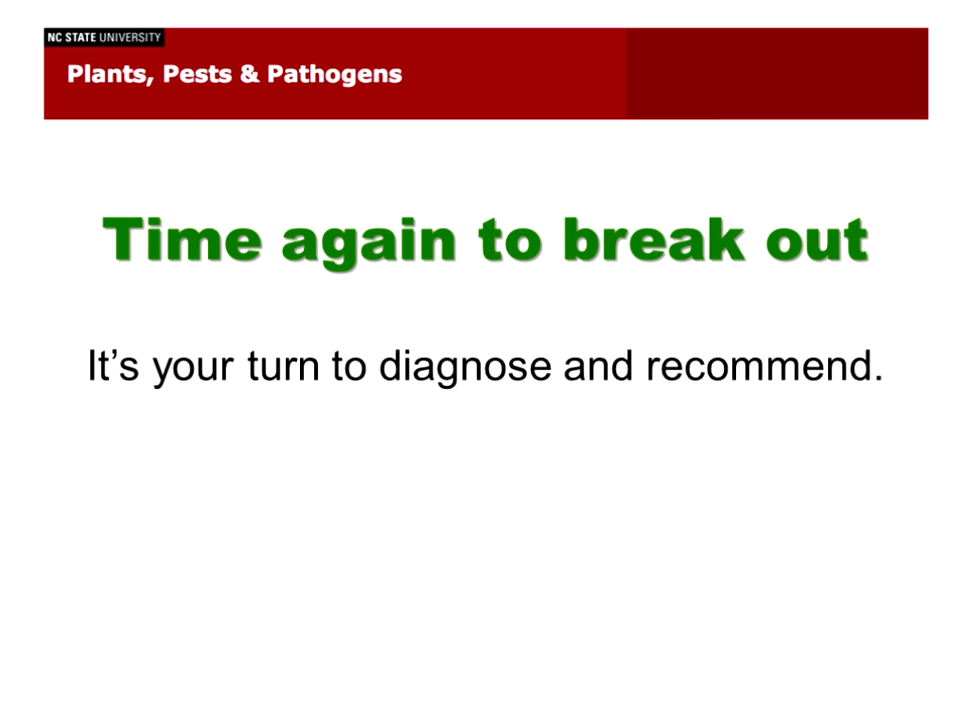 NC STATE UNIVERSITY
Plants, Pests & Pathogens
Time again to break out
It’s your turn to diagnose and recommend.